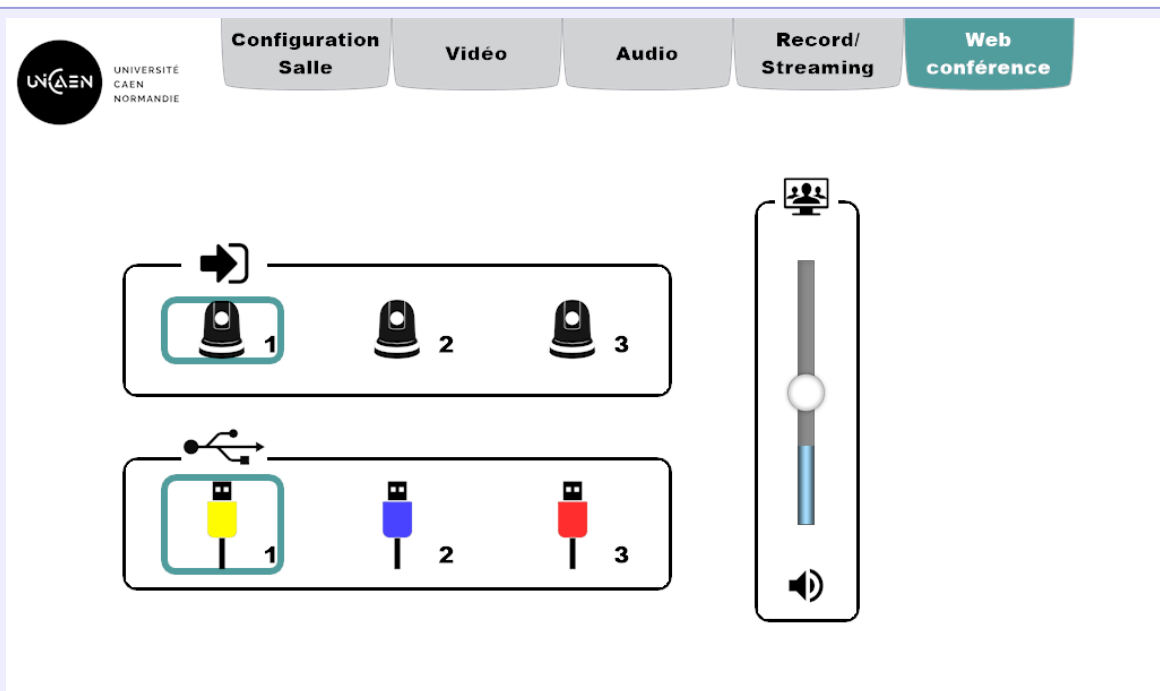 UNICAEN
UNIVERSITÉ
CAEN
NORMANDIE
Configuration
Salle
Vidéo
Audio
Record/
Streaming
Web
conférence
1
2
3
1
2
3